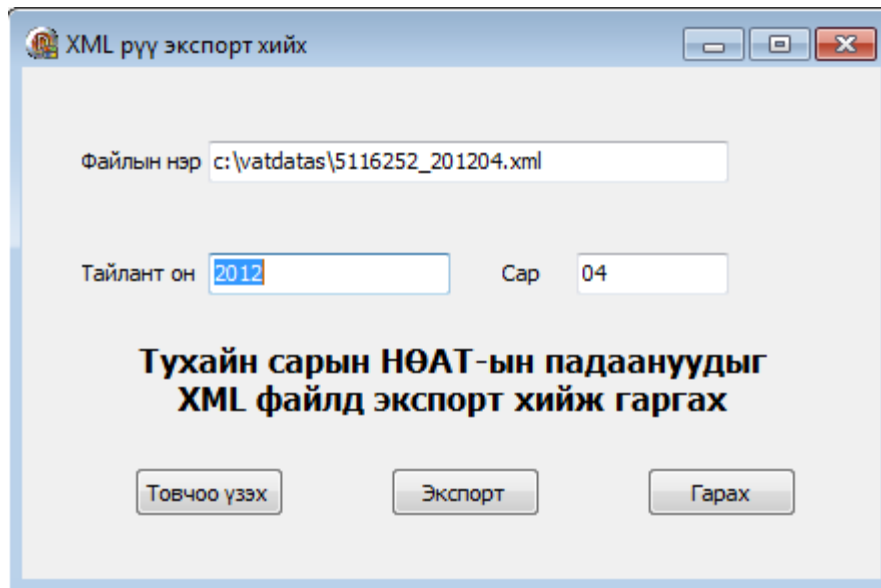 XML рүү экспорт хийх
Файлын нэр c:\vatdatas\5116252_201204.xml
Тайлант он 2012 Сар 04
Тухайн сарын НӨАТ-ын падаануудыг
XML файлд экспорт хийж гаргах
Товчоо үзэх Экспорт Гарах